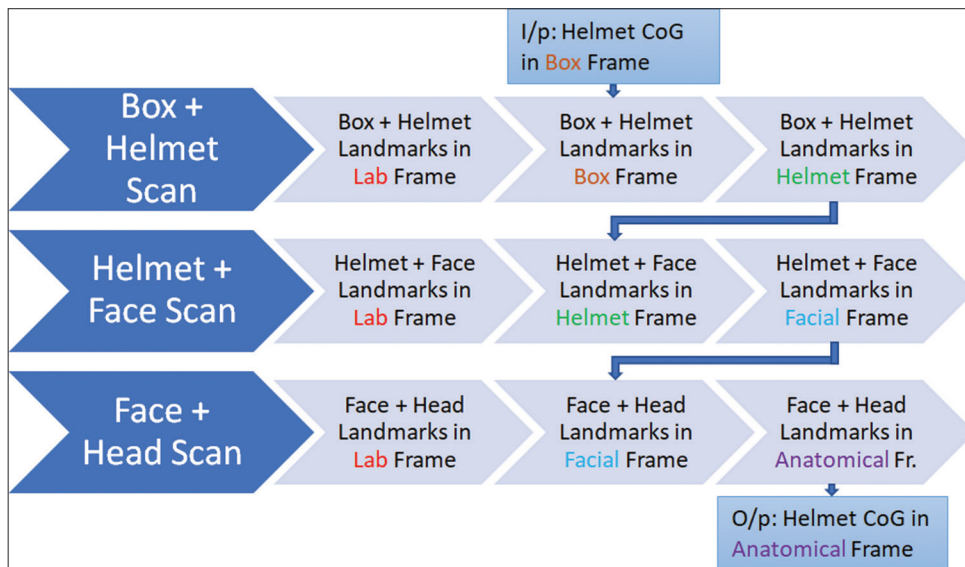 I/p: Helmet CoG
in Box Frame
Box +
Helmet
Scan
Box + Helmet
Landmarks in
Lab Frame
Box + Helmet
Landmarks in
Box Frame
Box + Helmet
Landmarks in
Helmet Frame
Helmet +
Face Scan
Helmet + Face
Landmarks in
Lab Frame
Helmet + Face
Landmarks in
Helmet Frame
Helmet + Face
Landmarks in
Facial Frame
Face +
Head Scan
Face + Head
Landmarks in
Lab Frame
Face + Head
Landmarks in
Facial Frame
Face + Head
Landmarks in
Anatomical Fr.
O/p: Helmet CoG in
Anatomical Frame